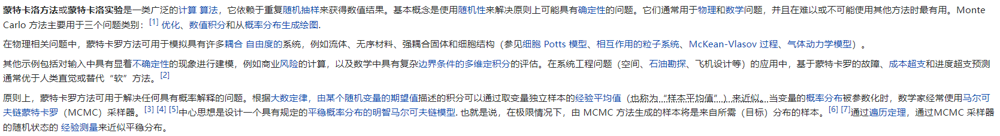 蒙特卡洛方法或蒙特卡洛实验是一类广泛的计算 算法，它依赖于重复随机抽样来获得数值结果。基本概念是使用随机性来解决原则上可能具有确定性的问题。它们通常用于物理和数学问题，并且在难以或不可能使用其他方法时最有用。Monte
Carlo 方法主要用于三个问题类别：[1] 优化、数值积分和从概率分布生成绘图.
在物理相关问题中，蒙特卡罗方法可用于模拟具有许多耦合 自由度的系统，例如流体、无序材料、强耦合固体和细胞结构（参见细胞 Potts 模型、相互作用的粒子系统、McKean-Vlasov 过程、气体动力学模型）。
其他示例包括对输入中具有显着不确定性的现象进行建模，例如商业风险的计算，以及数学中具有复杂边界条件的多维定积分的评估。在系统工程问题（空间、石油勘探、飞机设计等）的应用中，基于蒙特卡罗的故障、成本超支和进度超支预测
通常优于人类直觉或替代“软”方法。[2]
原则上，蒙特卡罗方法可用于解决任何具有概率解释的问题。根据大数定律，由某个随机变量的期望值描述的积分可以通过取变量独立样本的经验平均值（也称为“样本平均值”）来近似。当变量的概率分布被参数化时，数学家经常使用马尔可
夫链蒙特卡罗（MCMC）采样器。[3] [4] [5]中心思想是设计一个具有规定的平稳概率分布的明智马尔可夫链模型. 也就是说，在极限情况下，由 MCMC 方法生成的样本将是来自所需（目标）分布的样本。[6] [7]通过遍历定理，通过MCMC 采样器
的随机状态的 经验测量来近似平稳分布。